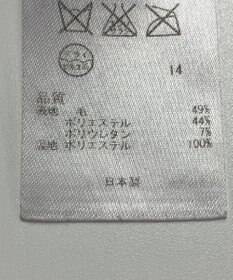 14
品質
表地 毛 49%
ポリエステル 44%
ポリウレタン 7%
裏地 ポリエステル 100%
日本製